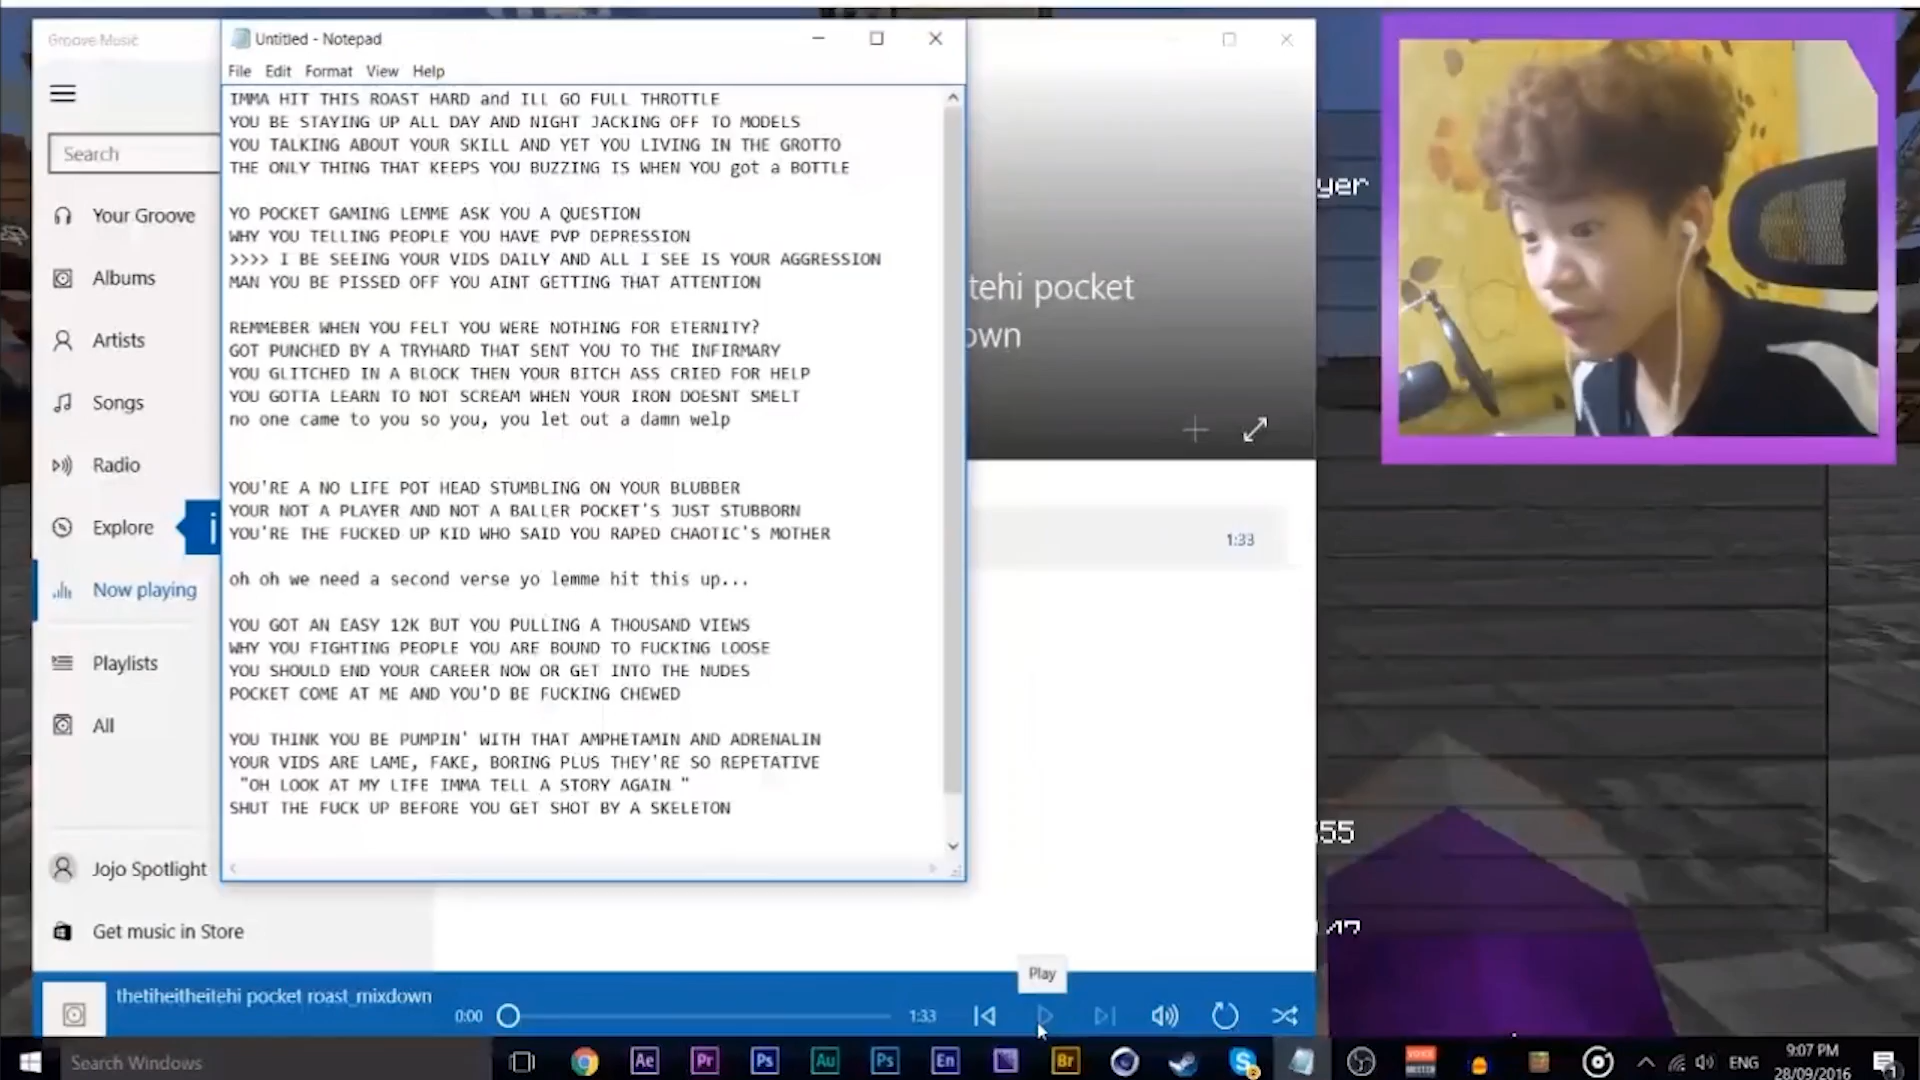 Groove Music
Untitled - Notepad
File Edit Format View Help
Search
Your Groove
Albums
Artists
Songs
Radio
Explore
Now playing
Playlists
All
Jojo Spotlight
Get music in Store
IMMA HIT THIS ROAST HARD and ILL GO FULL THROTTLE
YOU BE STAYING UP ALL DAY AND NIGHT JACKING OFF TO MODELS
YOU TALKING ABOUT YOUR SKILL AND YET YOU LIVING IN THE GROTTO
THE ONLY THING THAT KEEPS YOU BUZZING IS WHEN YOU got a BOTTLE
YO POCKET GAMING LEMME ASK YOU A QUESTION
WHY YOU TELLING PEOPLE YOU HAVE PVP DEPRESSION
>>>> I BE SEEING YOUR VIDS DAILY AND ALL I SEE IS YOUR AGGRESSION
MAN YOU BE PISSED OFF YOU AINT GETTING THAT ATTENTION
REMMEBER WHEN YOU FELT YOU WERE NOTHING FOR ETERNITY?
GOT PUNCHED BY A TRYHARD THAT SENT YOU TO THE INFIRMARY
YOU GLITCHED IN A BLOCK THEN YOUR BITCH ASS CRIED FOR HELP
YOU GOTTA LEARN TO NOT SCREAM WHEN YOUR IRON DOESNT SMELT
no one came to you so you, you let out a damn welp
YOU'RE A NO LIFE POT HEAD STUMBLING ON YOUR BLUBBER
YOUR NOT A PLAYER AND NOT A BALLER POCKET'S JUST STUBBORN
YOU'RE THE FUCKED UP KID WHO SAID YOU RAPED CHAOTIC'S MOTHER
oh oh we need a second verse yo lemme hit this up...
YOU GOT AN EASY 12K BUT YOU PULLING A THOUSAND VIEWS
WHY YOU FIGHTING PEOPLE YOU ARE BOUND TO FUCKING LOOSE
YOU SHOULD END YOUR CAREER NOW OR GET INTO THE NUDES
POCKET COME AT ME AND YOU'D BE FUCKING CHEWED
YOU THINK YOU BE PUMPIN' WITH THAT AMPHETAMIN AND ADRENALIN
YOUR VIDS ARE LAME, FAKE, BORING PLUS THEY'RE SO REPETATIVE
"OH LOOK AT MY LIFE IMMA TELL A STORY AGAIN "
SHUT THE FUCK UP BEFORE YOU GET SHOT BY A SKELETON
tehi pocket
own
1:33
yer
55
Play
thetiheitheitehi pocket roast_mixdown
0:00
1:33
Search Windows
Ae Pr Ps Au Ps En Br
ENG
9:07 PM
28/09/2016